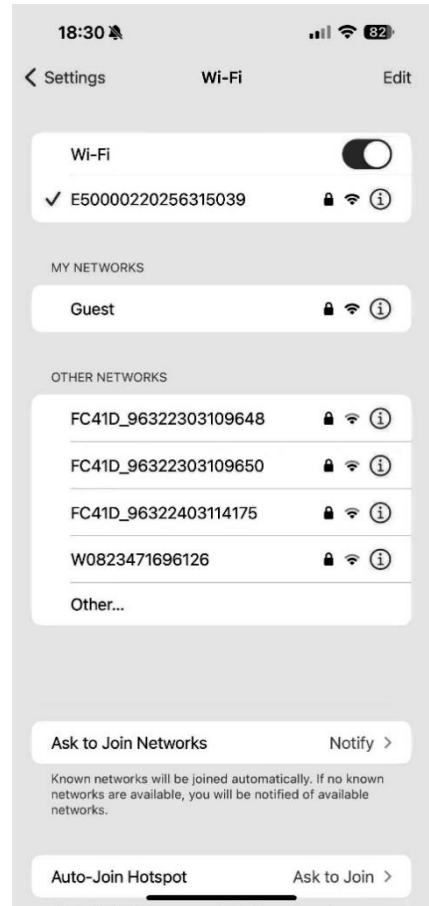 18:30 82
Settings Wi-Fi Edit
Wi-Fi
E50000220256315039
MY NETWORKS
Guest
OTHER NETWORKS
FC41D_96322303109648
FC41D_96322303109650
FC41D_96322403114175
W0823471696126
Other...
Ask to Join Networks Notify
Known networks will be joined automatically. If no known
networks are available, you will be notified of available
networks.
Auto-Join Hotspot Ask to Join